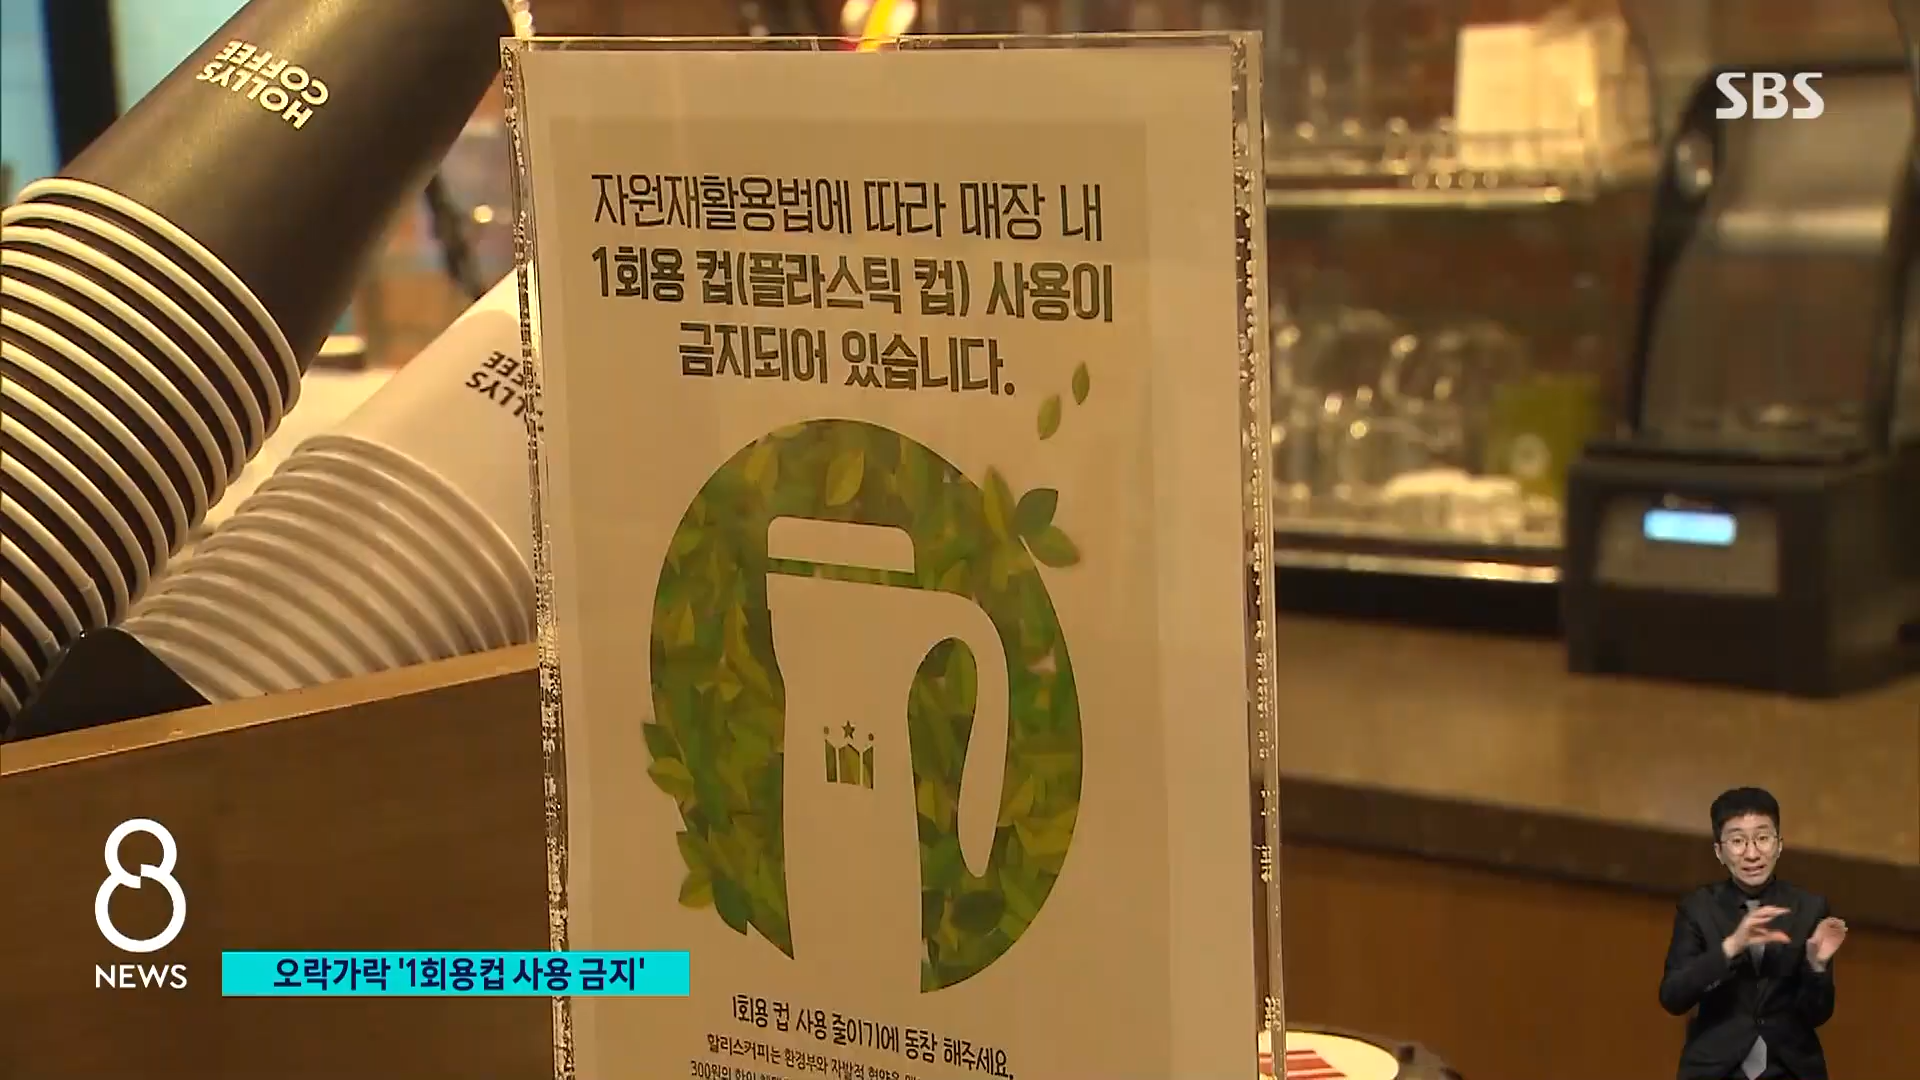 HOLLYS
COFFEE
SBS
자원재활용법에 따라 매장 내
1회용 컵(플라스틱 컵) 사용이
금지되어 있습니다.
1회용 컵 사용 줄이기에 동참 해주세요.
할리스커피는 환경부와 자발적 협약을
300원의 할인
8
NEWS
오락가락 '1회용컵 사용 금지'